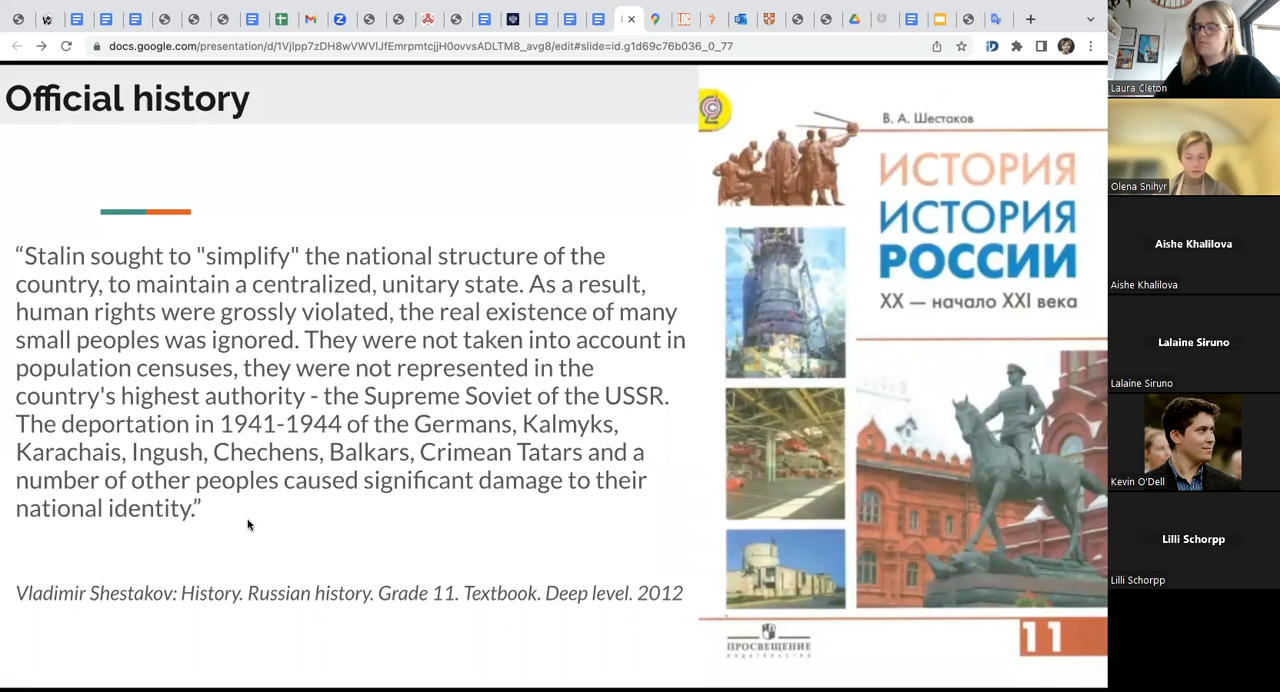 docs.google.com/presentation/d/1Vjlpp7zDH8wVWVlJfEmrpmtcjjH0ovvsADLTM8_avg8/edit#slide=id.g1d69c76b036_0_77
Official history
“Stalin sought to "simplify" the national structure of the
country, to maintain a centralized, unitary state. As a result,
human rights were grossly violated, the real existence of many
small peoples was ignored. They were not taken into account in
population censuses, they were not represented in the
country's highest authority - the Supreme Soviet of the USSR.
The deportation in 1941-1944 of the Germans, Kalmyks,
Karachais, Ingush, Chechens, Balkars, Crimean Tatars and a
number of other peoples caused significant damage to their
national identity.”
Vladimir Shestakov: History. Russian history. Grade 11. Textbook. Deep level. 2012
В. А. Шестаков
ИСТОРИЯ
ИСТОРИЯ
РОССИИ
XX — начало XXI века
ПРОСВЕЩЕНИЕ
ИЗДАТЕЛЬСТВО
11
Laura Cleton
Olena Snihyr
Aishe Khalilova
Aishe Khalilova
Lalaine Siruno
Lalaine Siruno
Kevin O'Dell
Lilli Schorpp
Lilli Schorpp